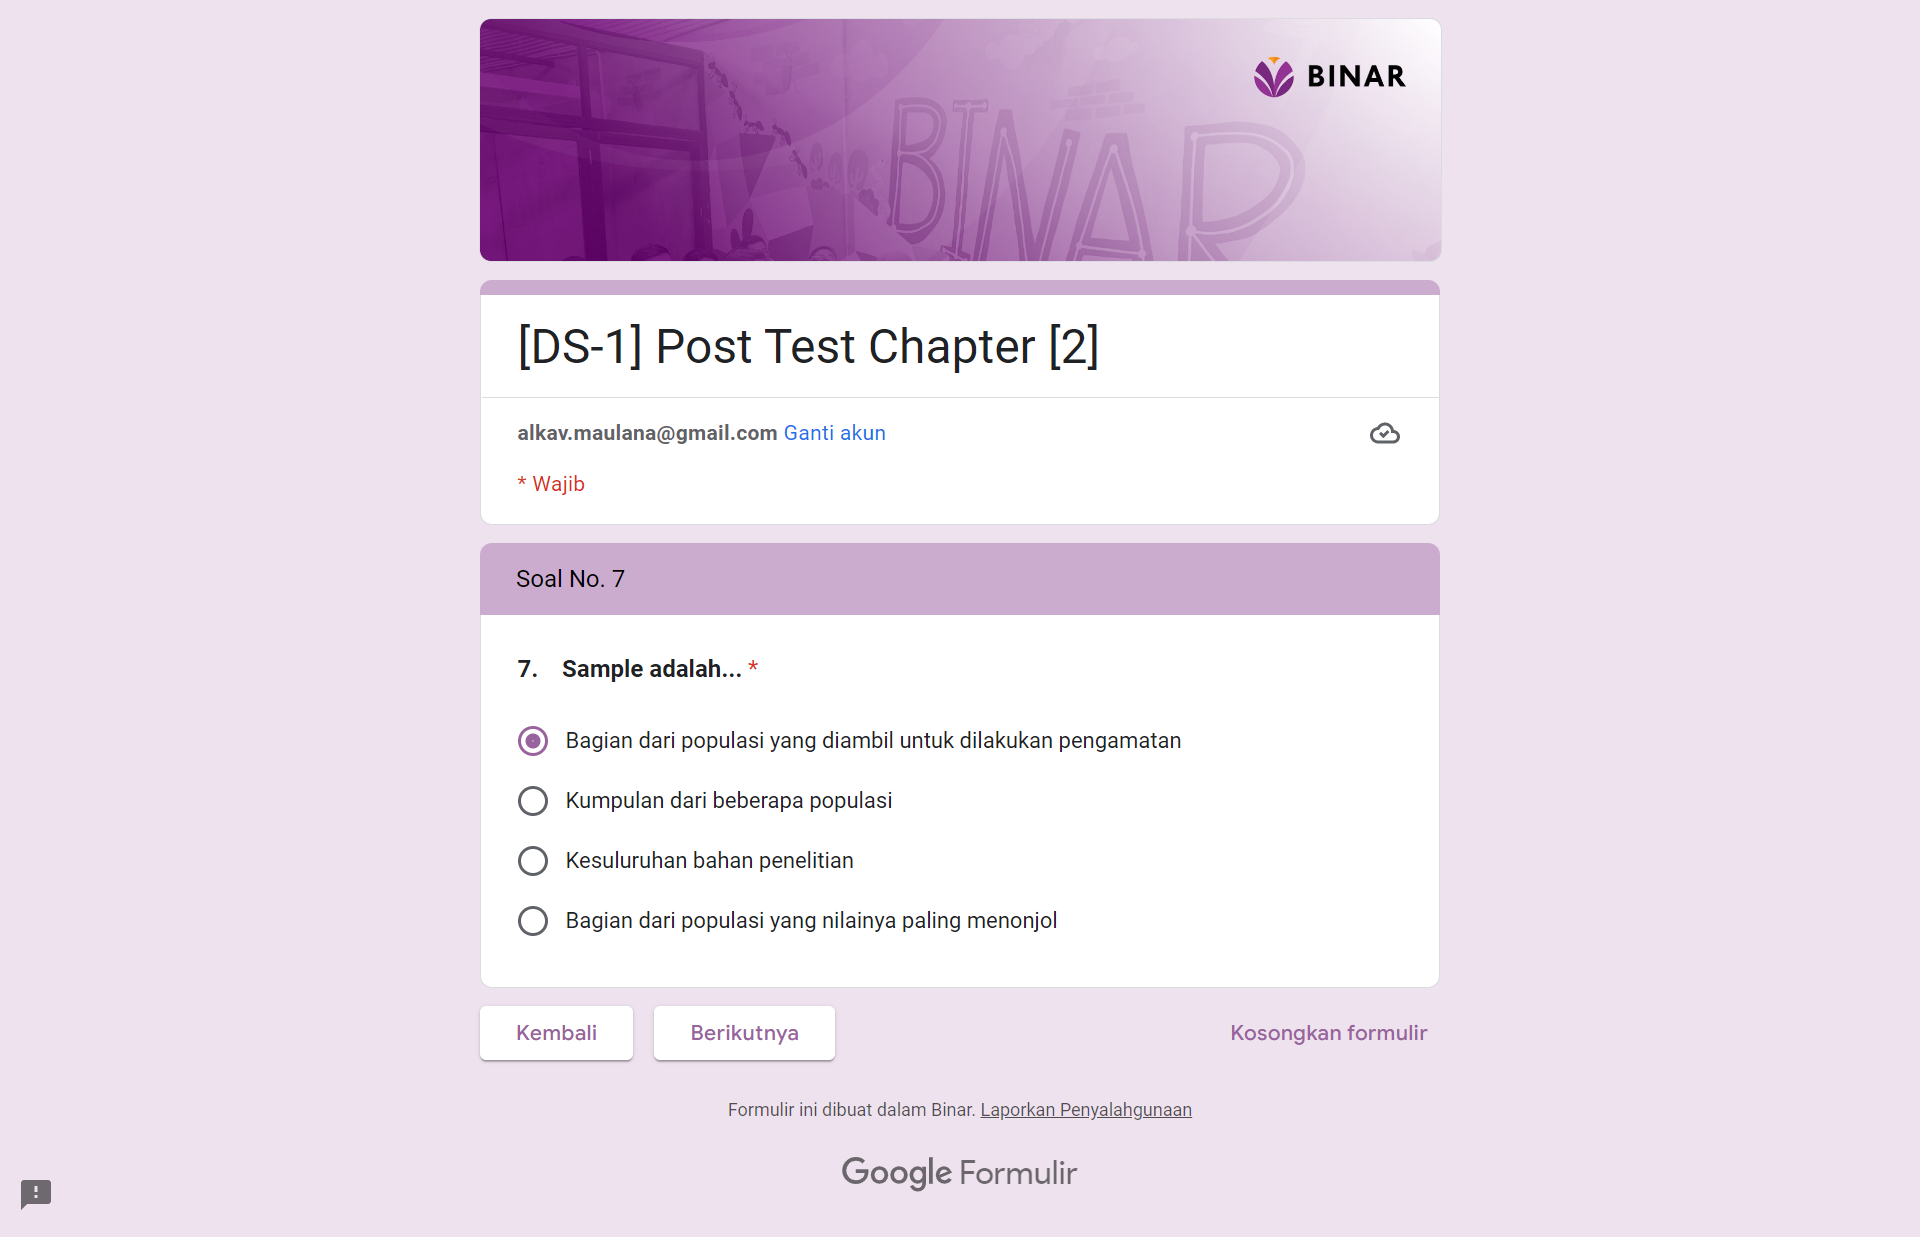 BINAR
BINAR
[DS-1] Post Test Chapter [2]
alkav.maulana@gmail.com Ganti akun
* Wajib
Soal No. 7
7. Sample adalah... *
Bagian dari populasi yang diambil untuk dilakukan pengamatan
Kumpulan dari beberapa populasi
Kesuluruhan bahan penelitian
Bagian dari populasi yang nilainya paling menonjol
Kembali Berikutnya Kosongkan formulir
Formulir ini dibuat dalam Binar. Laporkan Penyalahgunaan
Google Formulir